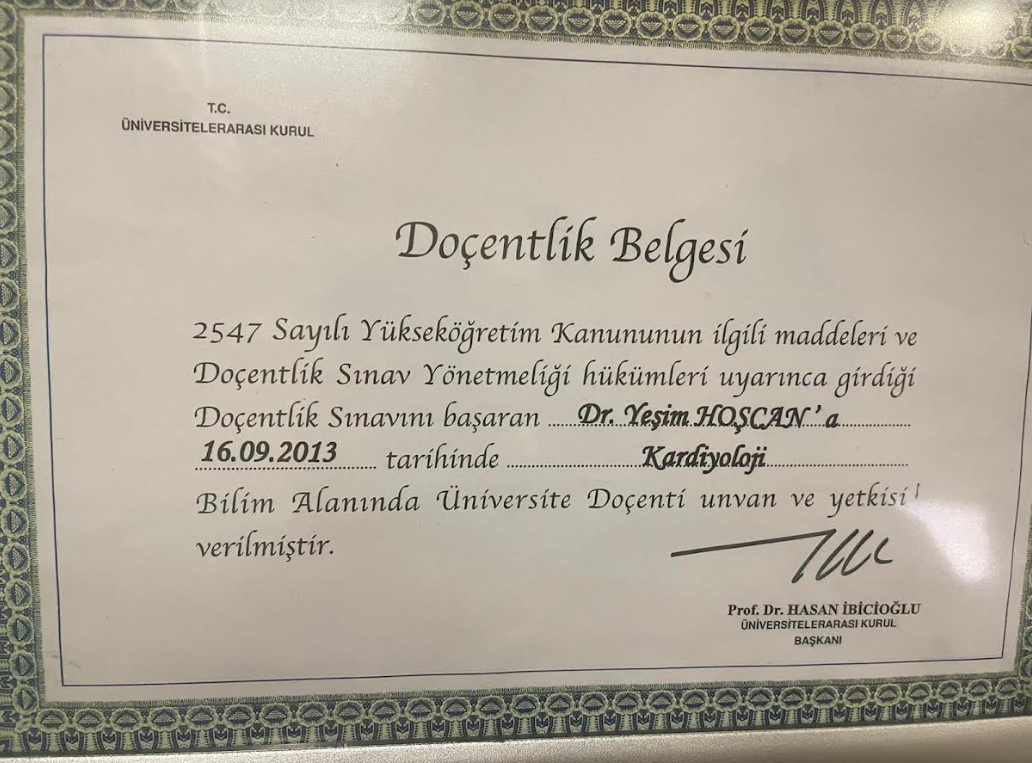 T.C.
ÜNİVERSİTELERARASI KURUL
Doçentlik Belgesi
2547 Sayılı Yükseköğretim Kanununun ilgili maddeleri ve
Doçentlik Sınav Yönetmeliği hükümleri uyarınca girdiği
Doçentlik Sınavını başaran ......Dr. Yeşim HOŞCAN'a..................
16.09.2013 tarihinde ................................Kardiyoloji..................................
Bilim Alanında Üniversite Doçenti unvan ve yetkisi
verilmiştir.
Prof. Dr. HASAN İBİCİOĞLU
ÜNİVERSİTELERARASI KURUL
BAŞKANI